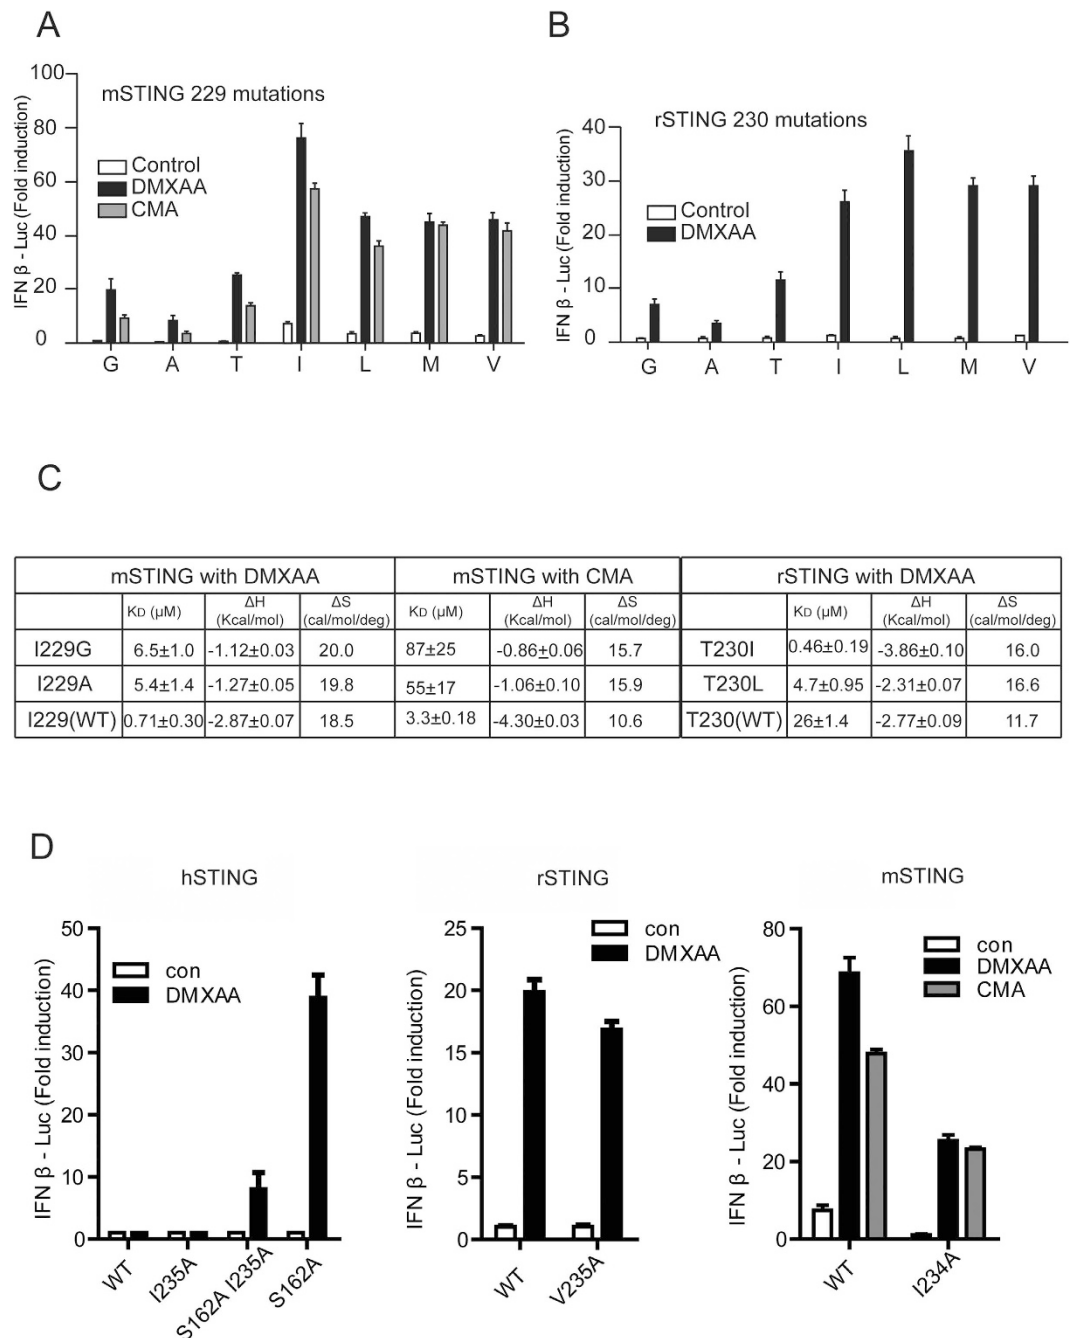 A
mSTING 229 mutations
IFN β - Luc (Fold induction)
100
80
60
40
20
0
Control
DMXAA
CMA
G A T I L M V
B
rSTING 230 mutations
IFN β - Luc (Fold induction)
40
30
20
10
0
Control
DMXAA
G A T I L M V
C
mSTING with DMXAA mSTING with CMA rSTING with DMXAA
KD (μM) ΔH (Kcal/mol) ΔS (cal/mol/deg) KD (μM) ΔH (Kcal/mol) ΔS (cal/mol/deg) KD (μM) ΔH (Kcal/mol) ΔS (cal/mol/deg)
I229G 6.5±1.0 -1.12±0.03 20.0 87±25 -0.86±0.06 15.7 T230I 0.46±0.19 -3.86±0.10 16.0
I229A 5.4±1.4 -1.27±0.05 19.8 55±17 -1.06±0.10 15.9 T230L 4.7±0.95 -2.31±0.07 16.6
I229(WT) 0.71±0.30 -2.87±0.07 18.5 3.3±0.18 -4.30±0.03 10.6 T230(WT) 26±1.4 -2.77±0.09 11.7
D
hSTING
IFN β - Luc (Fold induction)
50
40
30
20
10
0
con
DMXAA
WT I235A S162A I235A S162A
rSTING
IFN β - Luc (Fold induction)
25
20
15
10
5
0
con
DMXAA
WT V235A
mSTING
IFN β - Luc (Fold induction)
80
60
40
20
0
con
DMXAA
CMA
WT I234A